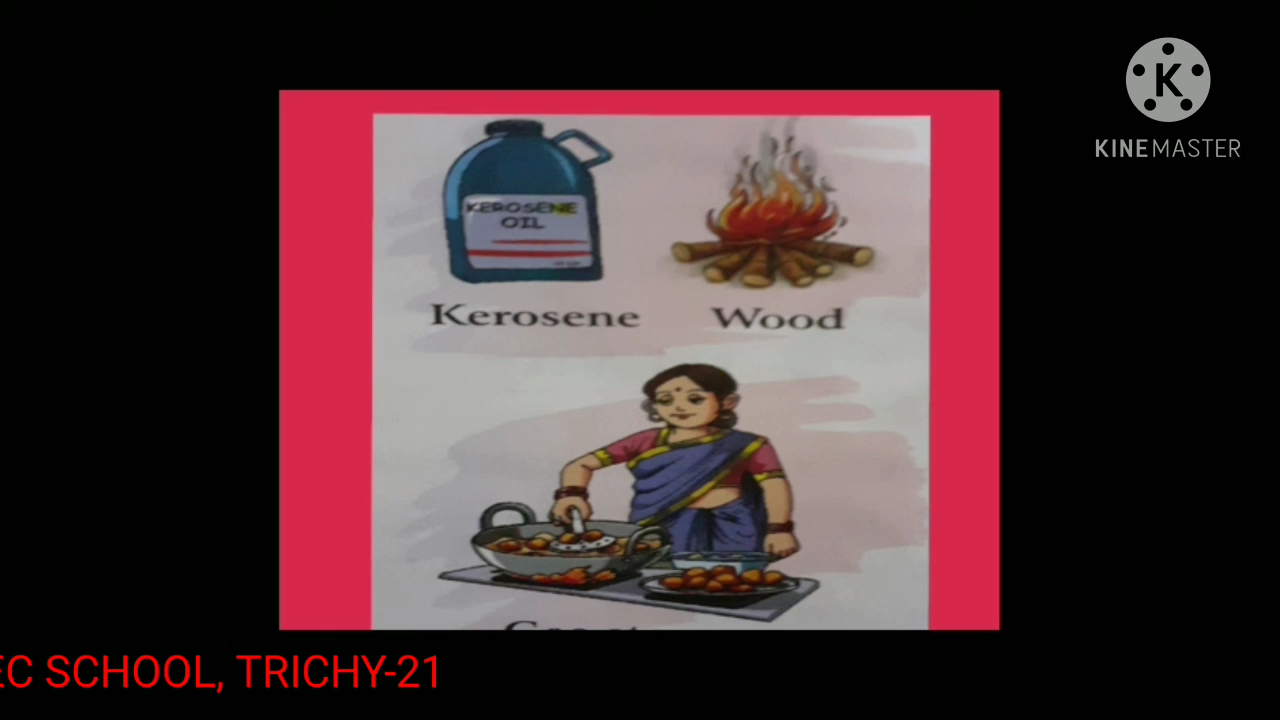 KINEMASTER
KEROSENE
OIL
Kerosene
Wood
EC SCHOOL, TRICHY-21